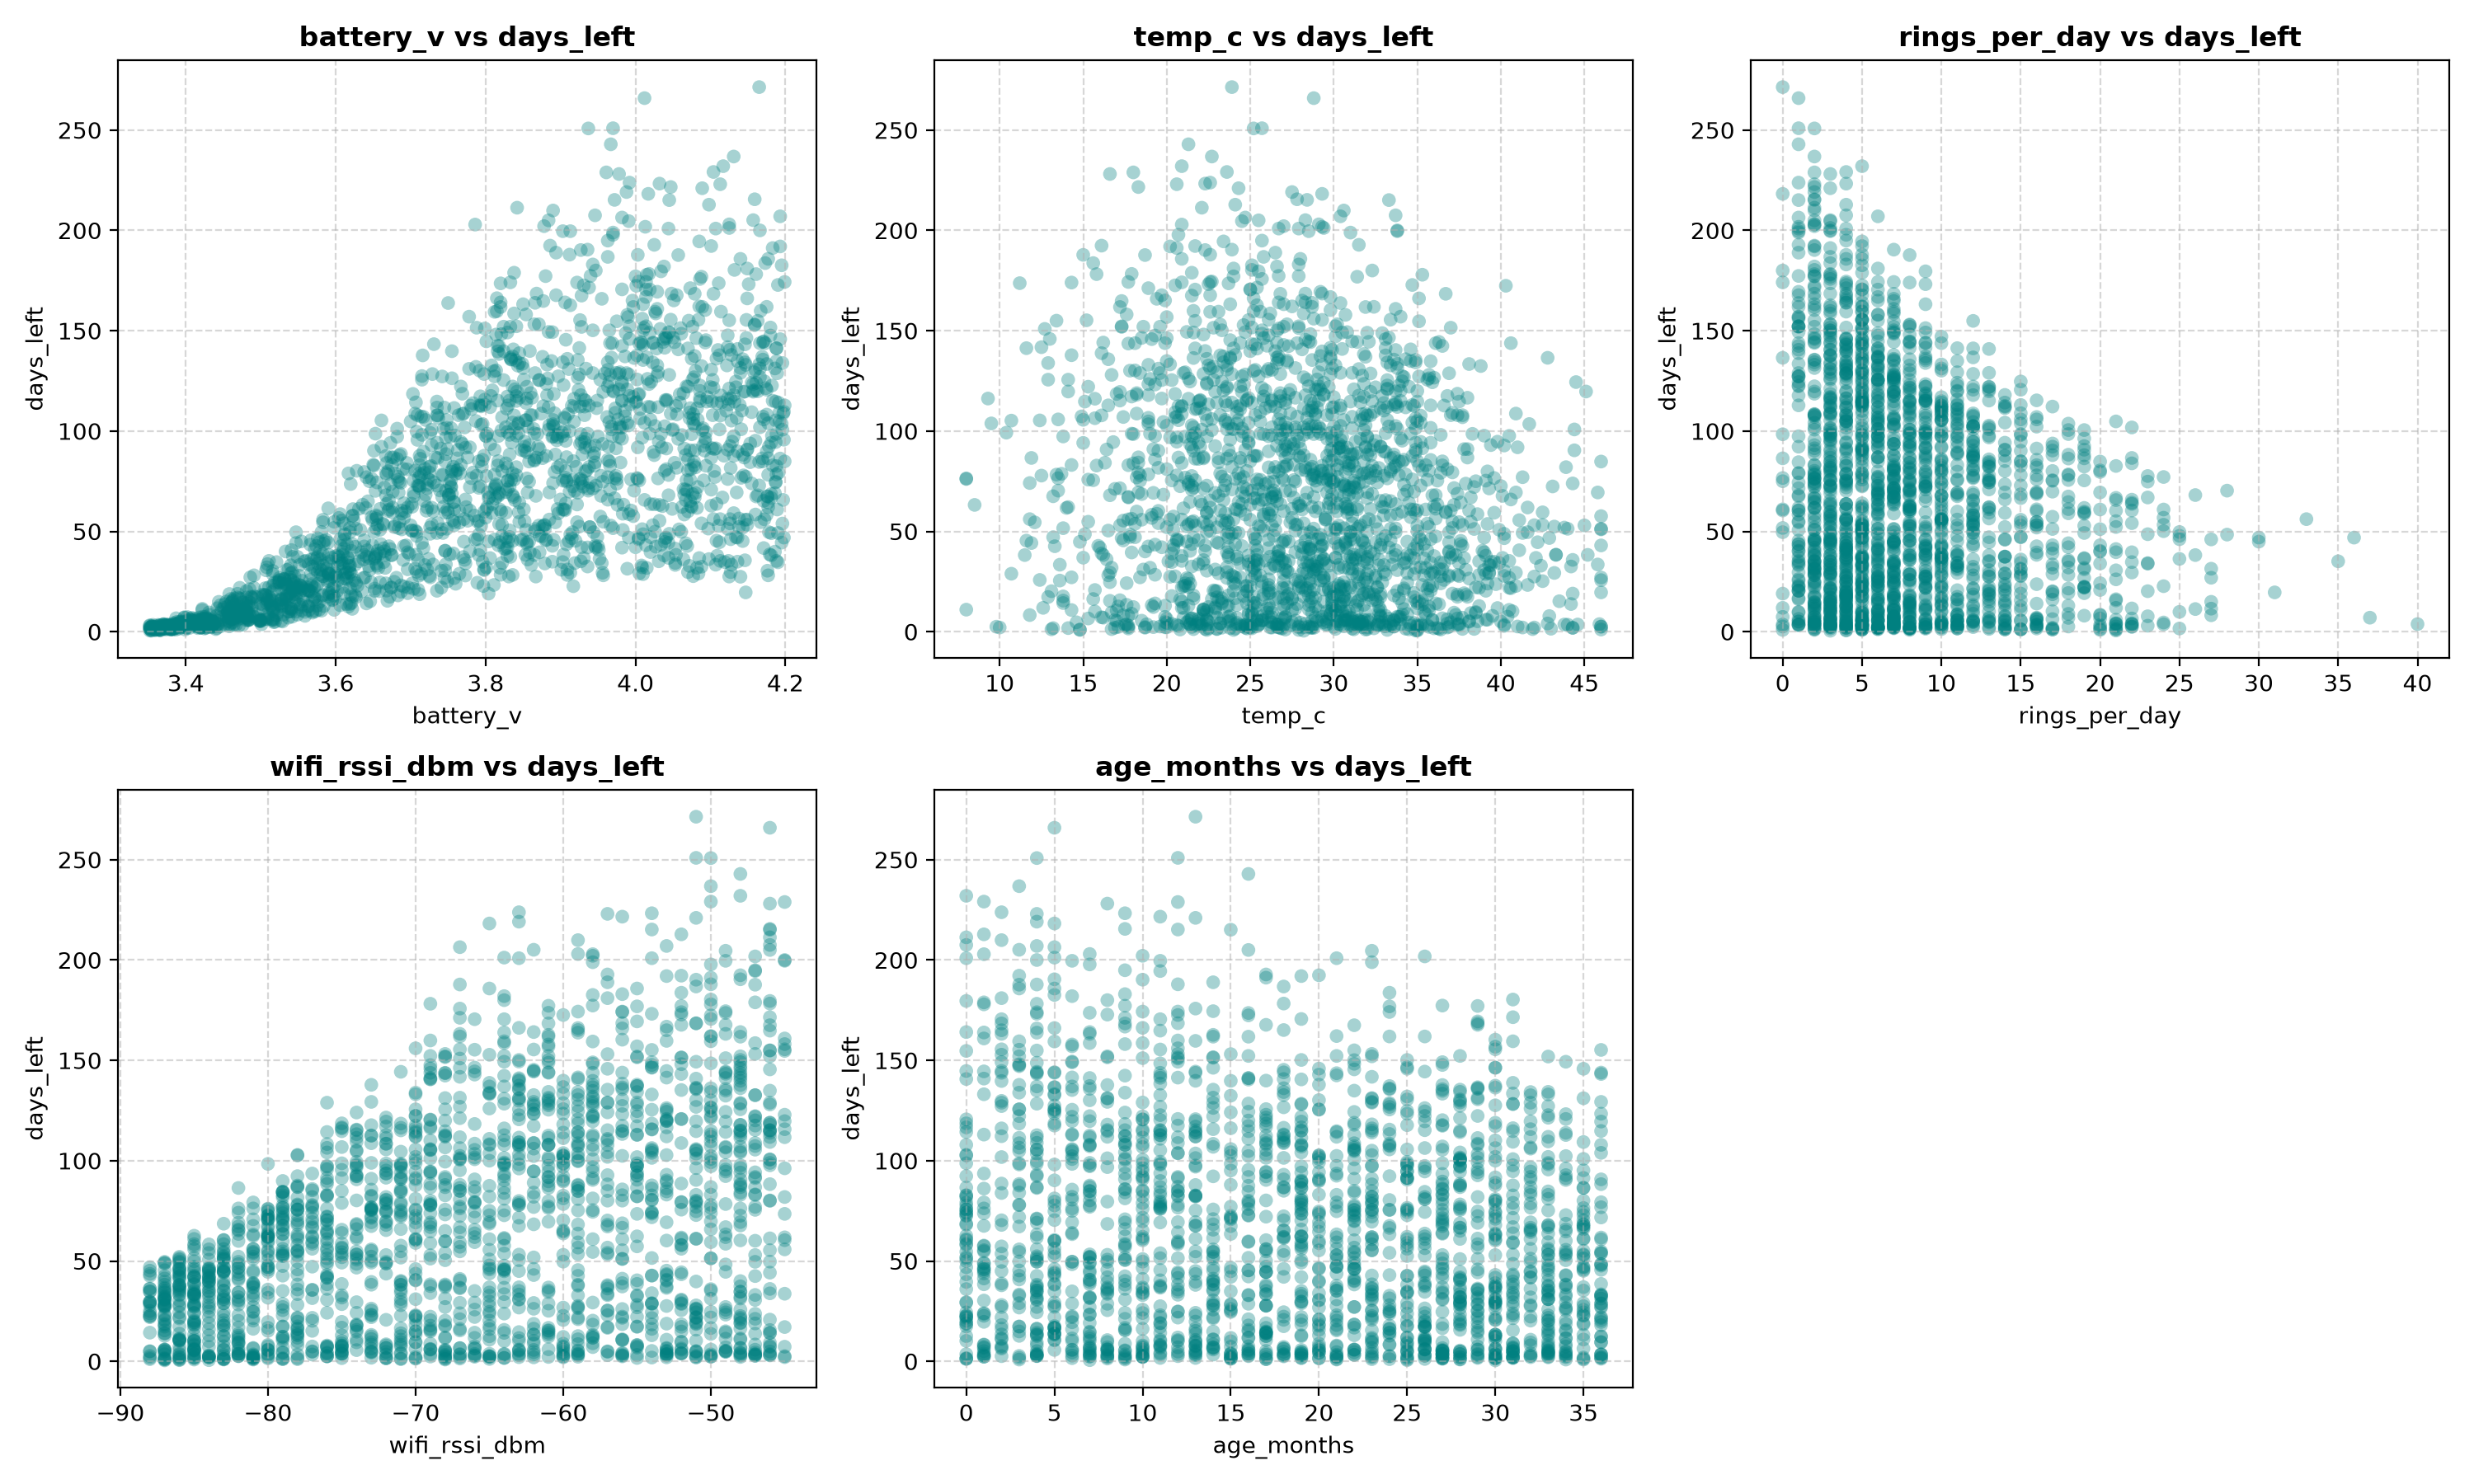 battery_v vs days_left
days_left
250
200
150
100
50
0
3.4 3.6 3.8 4.0 4.2
battery_v
temp_c vs days_left
days_left
250
200
150
100
50
0
10 15 20 25 30 35 40 45
temp_c
rings_per_day vs days_left
days_left
250
200
150
100
50
0
0 5 10 15 20 25 30 35 40
rings_per_day
wifi_rssi_dbm vs days_left
days_left
250
200
150
100
50
0
−90 −80 −70 −60 −50
wifi_rssi_dbm
age_months vs days_left
days_left
250
200
150
100
50
0
0 5 10 15 20 25 30 35
age_months